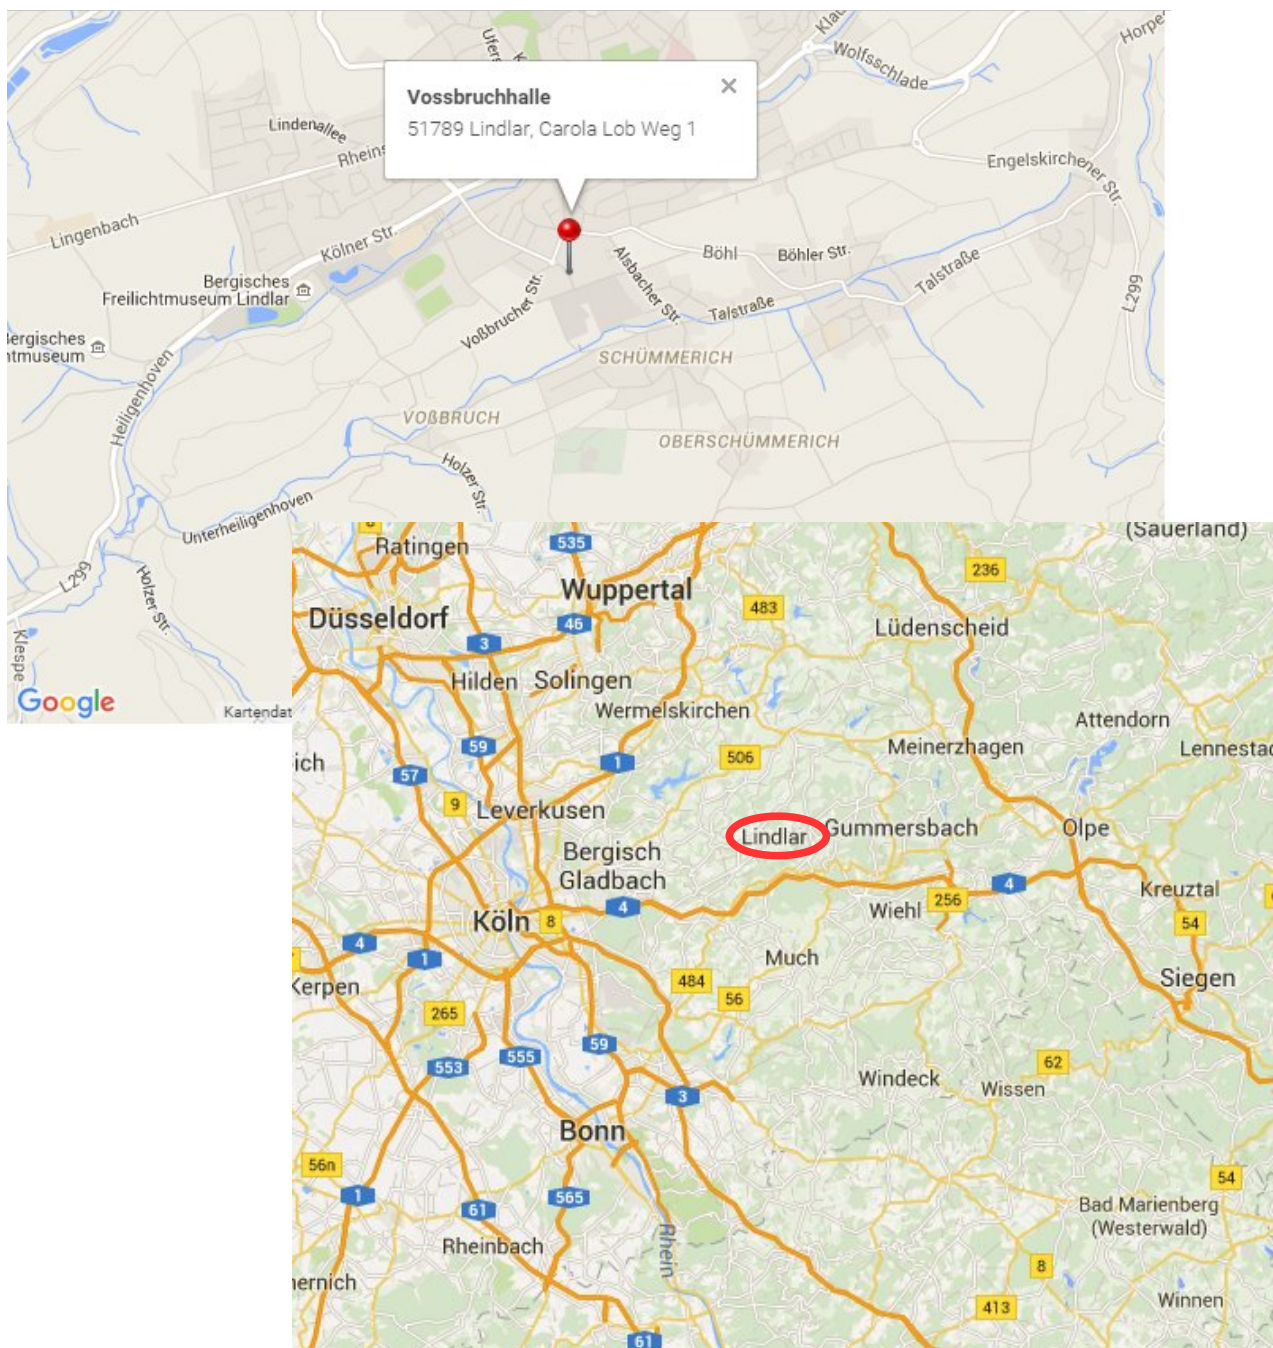 Klac
Horpe
Ufers
K
Wolfsschlade
Vossbruchhalle
51789 Lindlar, Carola Lob Weg 1
Lindenallee
Rheins
Engelskirchener Str.
Lingenbach
Kölner Str.
Böhl
Böhler Str.
Alsbacher Str.
Talstraße
Bergisches
Freilichtmuseum Lindlar
Voßbrucher Str.
Talstraße
L299
Bergisches
ntmuseum
SCHÜMMERICH
Heiligenhoven
VOßBRUCH
OBERSCHÜMMERICH
Holzer Str.
Unterheiligenhoven
L299
Holzer Str.
Klespe
Google
Kartendat
(Sauerland)
Ratingen
535
236
Wuppertal
483
Düsseldorf
46
Lüdenscheid
3
Hilden
Solingen
Wermelskirchen
Attendorn
59
506
Meinerzhagen
Lennestad
ich
57
1
9
Leverkusen
Lindlar
Gummersbach
Olpe
Bergisch
Gladbach
4
Kreuztal
Köln
8
4
Wiehl
256
54
4
1
Much
Kerpen
484
56
Siegen
265
59
555
553
62
Windeck
Wissen
3
Bonn
56n
54
1
565
61
Bad Marienberg
(Westerwald)
Rheinbach
Rhein
8
ernich
413
Winnen
61